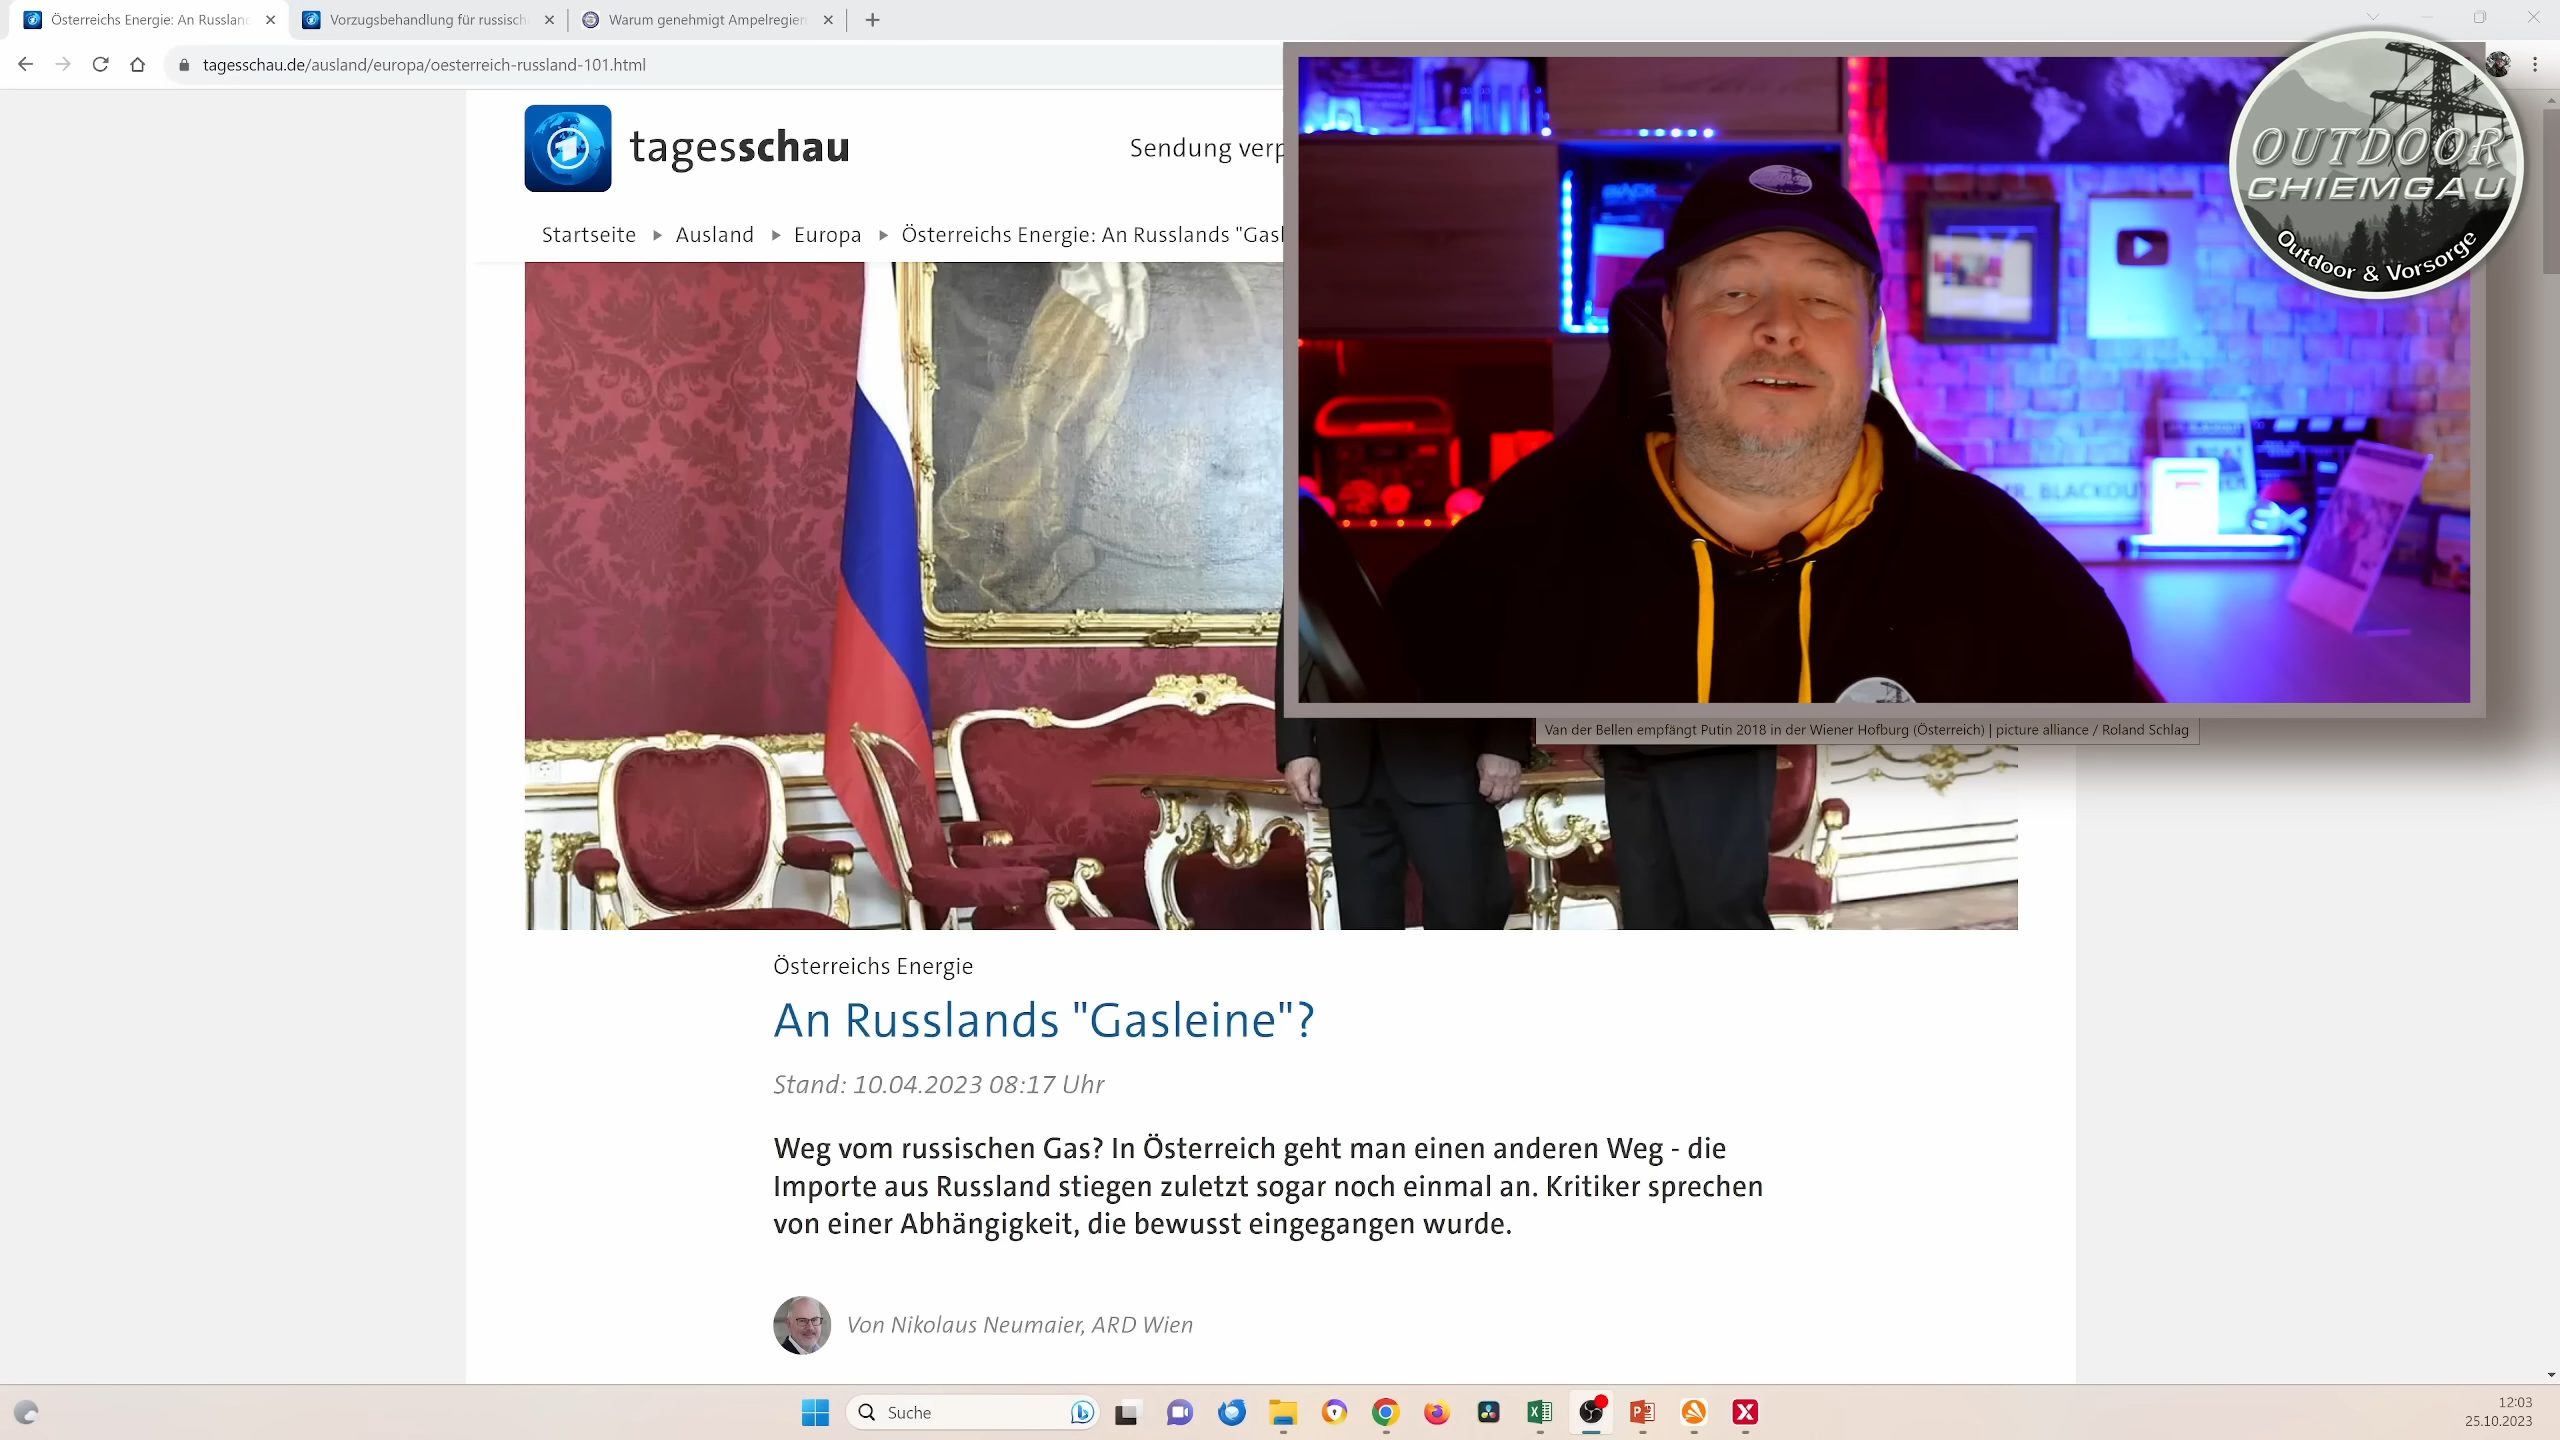 Österreichs Energie: An Russlan
Vorzugsbehandlung für russisch
Warum genehmigt Ampelregier
tagesschau.de/ausland/europa/oesterreich-russland-101.html
tagesschau
Sendung verp
Startseite ▸ Ausland ▸ Europa ▸ Österreichs Energie: An Russlands "Gasl
OUTDOOR
CHIEMGAU
Outdoor & Vorsorge
BLACKOU
Van der Bellen empfängt Putin 2018 in der Wiener Hofburg (Österreich) | picture alliance / Roland Schlag
Österreichs Energie
An Russlands "Gasleine"?
Stand: 10.04.2023 08:17 Uhr
Weg vom russischen Gas? In Österreich geht man einen anderen Weg - die
Importe aus Russland stiegen zuletzt sogar noch einmal an. Kritiker sprechen
von einer Abhängigkeit, die bewusst eingegangen wurde.
Von Nikolaus Neumaier, ARD Wien
Suche
12:03
25.10.2023